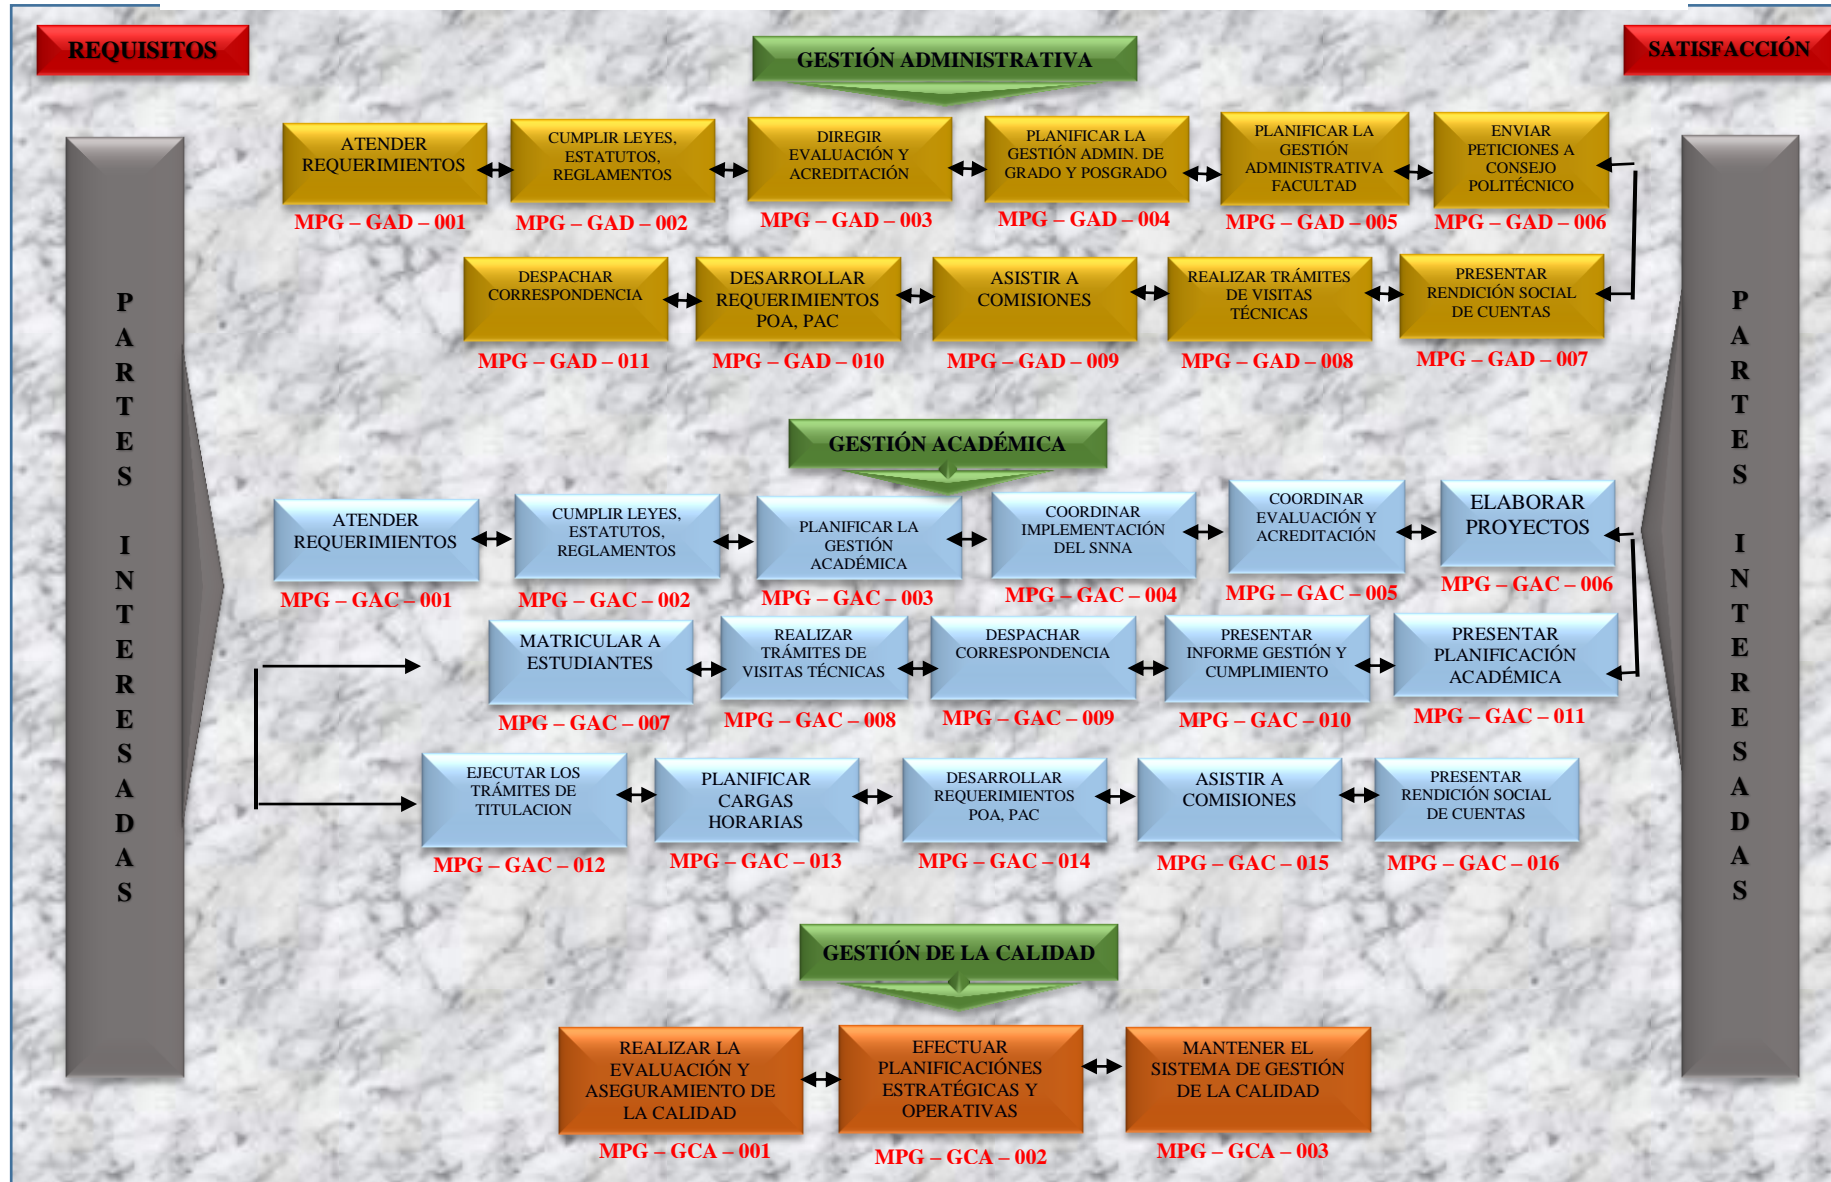 REQUISITOS
SATISFACCIÓN
GESTIÓN ADMINISTRATIVA
ATENDER
REQUERIMIENTOS
CUMPLIR LEYES,
ESTATUTOS,
REGLAMENTOS
DIREGIR
EVALUACIÓN Y
ACREDITACIÓN
PLANIFICAR LA
GESTIÓN ADMIN. DE
GRADO Y POSGRADO
PLANIFICAR LA
GESTIÓN
ADMINISTRATIVA
FACULTAD
ENVIAR
PETICIONES A
CONSEJO
POLITÉCNICO
MPG – GAD – 001
MPG – GAD – 002
MPG – GAD – 003
MPG – GAD – 004
MPG – GAD – 005
MPG – GAD – 006
DESPACHAR
CORRESPONDENCIA
DESARROLLAR
REQUERIMIENTOS
POA, PAC
ASISTIR A
COMISIONES
REALIZAR TRÁMITES
DE VISITAS
TÉCNICAS
PRESENTAR
RENDICIÓN SOCIAL
DE CUENTAS
MPG – GAD – 011
MPG – GAD – 010
MPG – GAD – 009
MPG – GAD – 008
MPG – GAD – 007
PARTES INTERESADAS
PARTES INTERESADAS
GESTIÓN ACADÉMICA
ATENDER
REQUERIMIENTOS
CUMPLIR LEYES,
ESTATUTOS,
REGLAMENTOS
PLANIFICAR LA
GESTIÓN
ACADÉMICA
COORDINAR
IMPLEMENTACIÓN
DEL SNNA
COORDINAR
EVALUACIÓN Y
ACREDITACIÓN
ELABORAR
PROYECTOS
MPG – GAC – 001
MPG – GAC – 002
MPG – GAC – 003
MPG – GAC – 004
MPG – GAC – 005
MPG – GAC – 006
MATRICULAR A
ESTUDIANTES
REALIZAR
TRÁMITES DE
VISITAS TÉCNICAS
DESPACHAR
CORRESPONDENCIA
PRESENTAR
INFORME GESTIÓN Y
CUMPLIMIENTO
PRESENTAR
PLANIFICACIÓN
ACADÉMICA
MPG – GAC – 007
MPG – GAC – 008
MPG – GAC – 009
MPG – GAC – 010
MPG – GAC – 011
EJECUTAR LOS
TRÁMITES DE
TITULACION
PLANIFICAR
CARGAS
HORARIAS
DESARROLLAR
REQUERIMIENTOS
POA, PAC
ASISTIR A
COMISIONES
PRESENTAR
RENDICIÓN SOCIAL
DE CUENTAS
MPG – GAC – 012
MPG – GAC – 013
MPG – GAC – 014
MPG – GAC – 015
MPG – GAC – 016
GESTIÓN DE LA CALIDAD
REALIZAR LA
EVALUACIÓN Y
ASEGURAMIENTO DE
LA CALIDAD
EFECTUAR
PLANIFICACIÓNES
ESTRATÉGICAS Y
OPERATIVAS
MANTENER EL
SISTEMA DE GESTIÓN
DE LA CALIDAD
MPG – GCA – 001
MPG – GCA – 002
MPG – GCA – 003